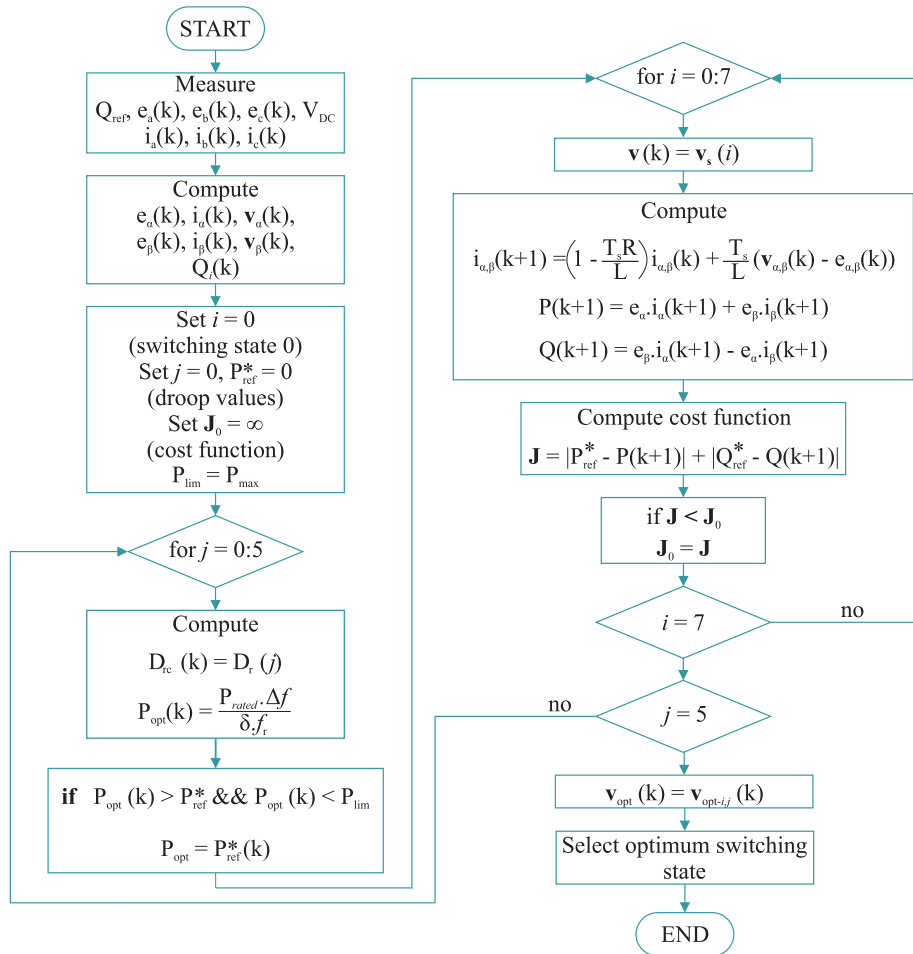 START
Measure
Q_ref, e_a(k), e_b(k), e_c(k), V_DC
i_a(k), i_b(k), i_c(k)
Compute
e_α(k), i_α(k), v_α(k),
e_β(k), i_β(k), v_β(k),
Q_i(k)
Set i = 0
(switching state 0)
Set j = 0, P*_ref = 0
(droop values)
Set J_0 = ∞
(cost function)
P_lim = P_max
for j = 0:5
Compute
D_rc (k) = D_r (j)
P_opt(k) = P_rated.Δf / δ.f_r
if P_opt (k) > P*_ref && P_opt (k) < P_lim
P_opt = P*_ref(k)
for i = 0:7
v(k) = v_s (i)
Compute
i_α,β(k+1) = (1 - T_sR / L) i_α,β(k) + T_s / L (v_α,β(k) - e_α,β(k))
P(k+1) = e_α.i_α(k+1) + e_β.i_β(k+1)
Q(k+1) = e_β.i_α(k+1) - e_α.i_β(k+1)
Compute cost function
J = |P*_ref - P(k+1)| + |Q*_ref - Q(k+1)|
if J < J_0
J_0 = J
i = 7
no
j = 5
no
v_opt (k) = v_opt-i,j (k)
Select optimum switching
state
END